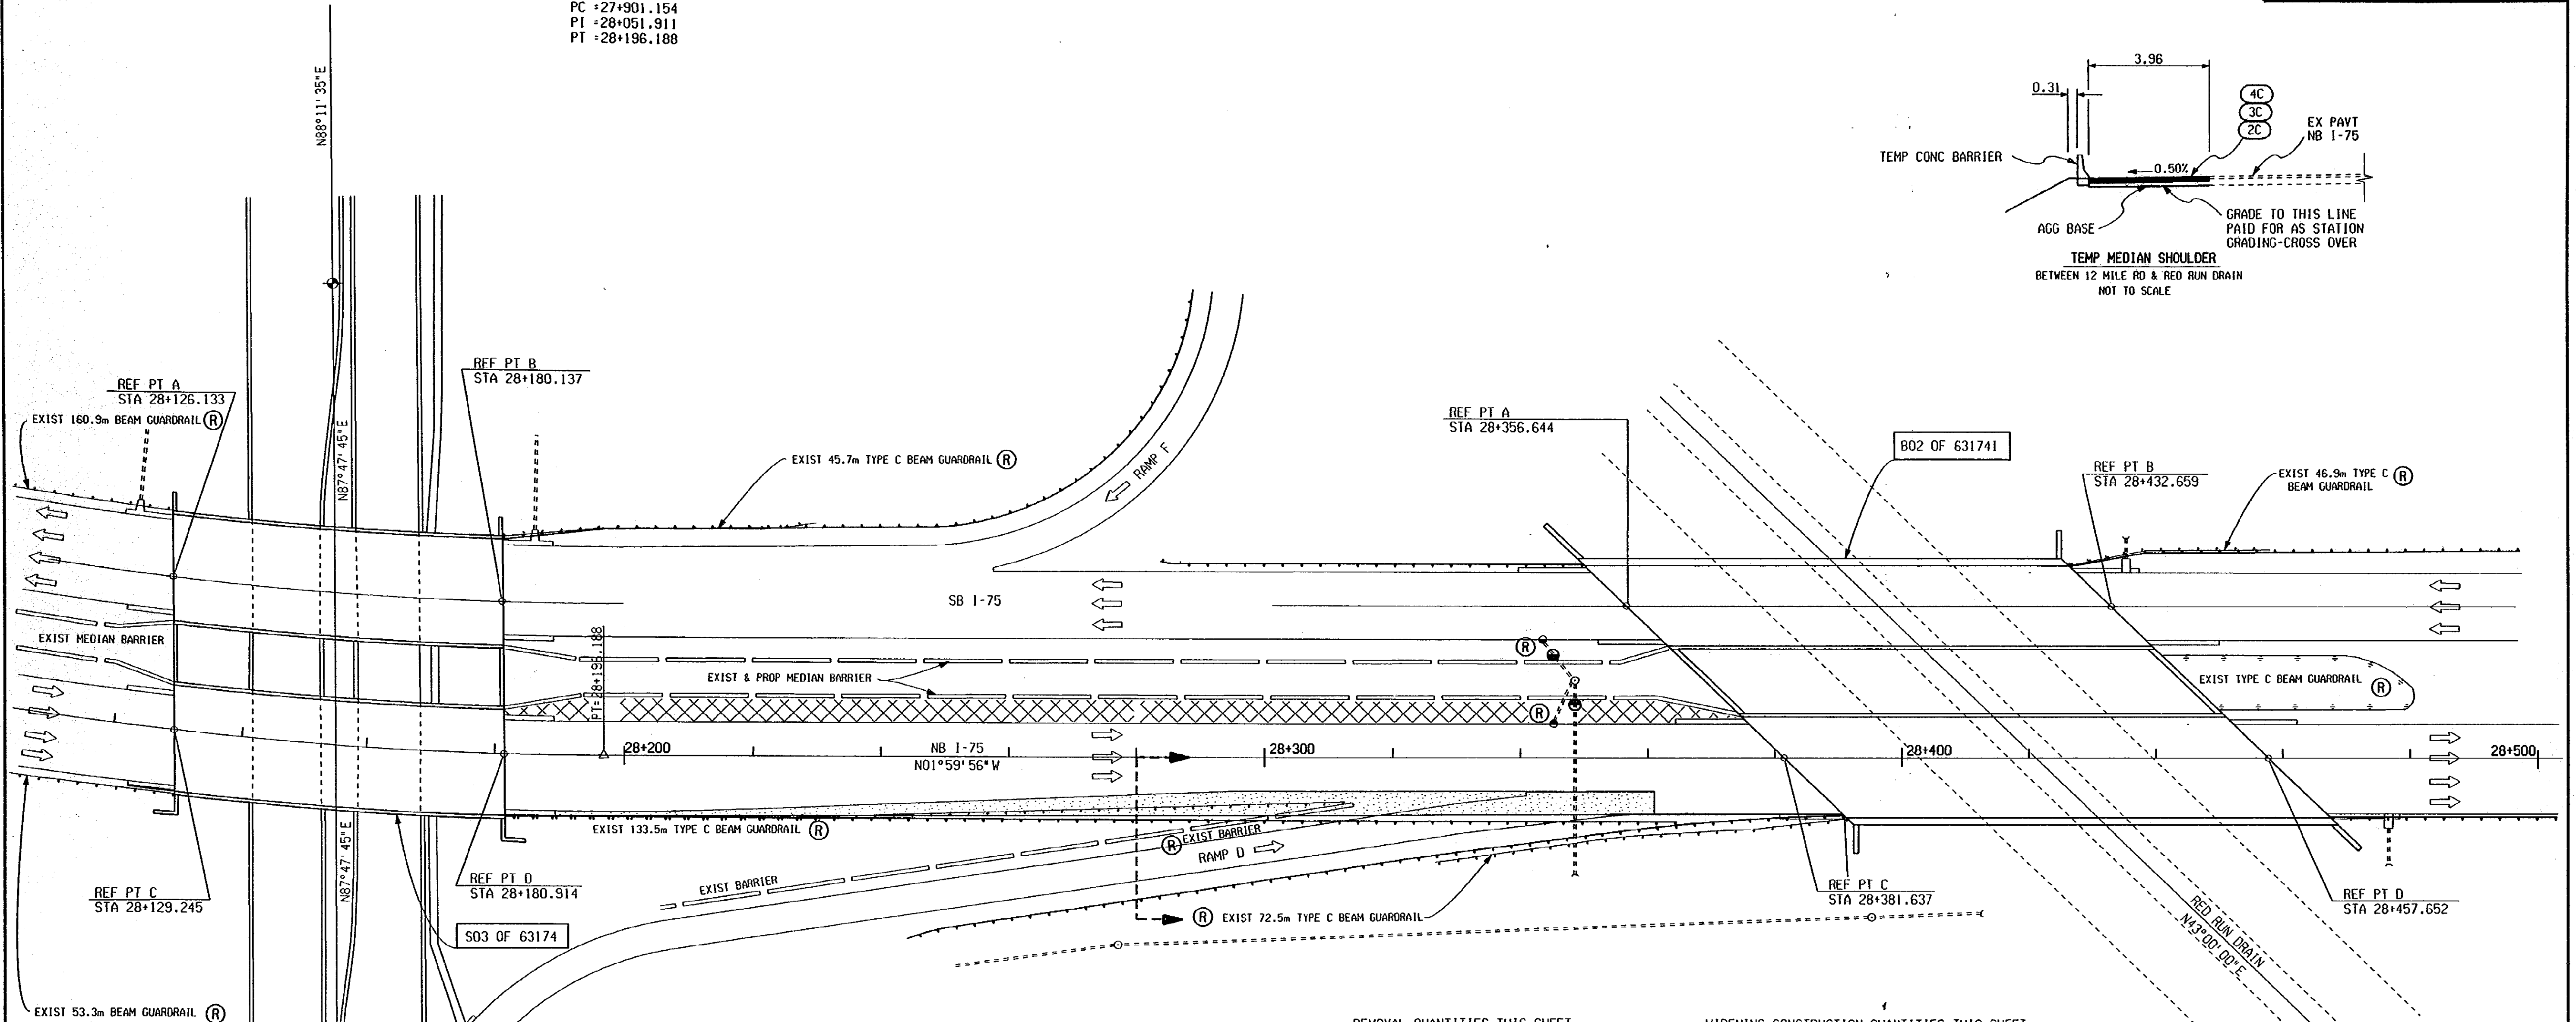 PC =27+901.154
PI =28+051.911
PT =28+196.188
N88°11'35"E
3.96
0.31
4C
3C
2C
EX PAVT
NB I-75
TEMP CONC BARRIER
0.50%
AGG BASE
GRADE TO THIS LINE
PAID FOR AS STATION
GRADING-CROSS OVER
TEMP MEDIAN SHOULDER
BETWEEN 12 MILE RD & RED RUN DRAIN
NOT TO SCALE
REF PT A
STA 28+126.133
EXIST 160.9m BEAM GUARDRAIL R
REF PT B
STA 28+180.137
N87°47'45"E
EXIST 45.7m TYPE C BEAM GUARDRAIL R
RAMP F
REF PT A
STA 28+356.644
B02 OF 631741
REF PT B
STA 28+432.659
EXIST 46.9m TYPE C R
BEAM GUARDRAIL
SB I-75
EXIST MEDIAN BARRIER
PT=28+196.188
EXIST & PROP MEDIAN BARRIER
R
R
EXIST TYPE C BEAM GUARDRAIL R
28+200
NB I-75
N01°59'56"W
28+300
28+400
28+500
EXIST 133.5m TYPE C BEAM GUARDRAIL R
R EXIST BARRIER
RAMP D
EXIST BARRIER
N87°47'45"E
REF PT C
STA 28+129.245
REF PT D
STA 28+180.914
S03 OF 63174
R EXIST 72.5m TYPE C BEAM GUARDRAIL
REF PT C
STA 28+381.637
REF PT D
STA 28+457.652
RED RUN DRAIN
N43°00'00"E
EXIST 53.3m BEAM GUARDRAIL R
REMOVAL QUANTITIES THIS SHEET
WIDENING CONSTRUCTION QUANTITIES THIS SHEET